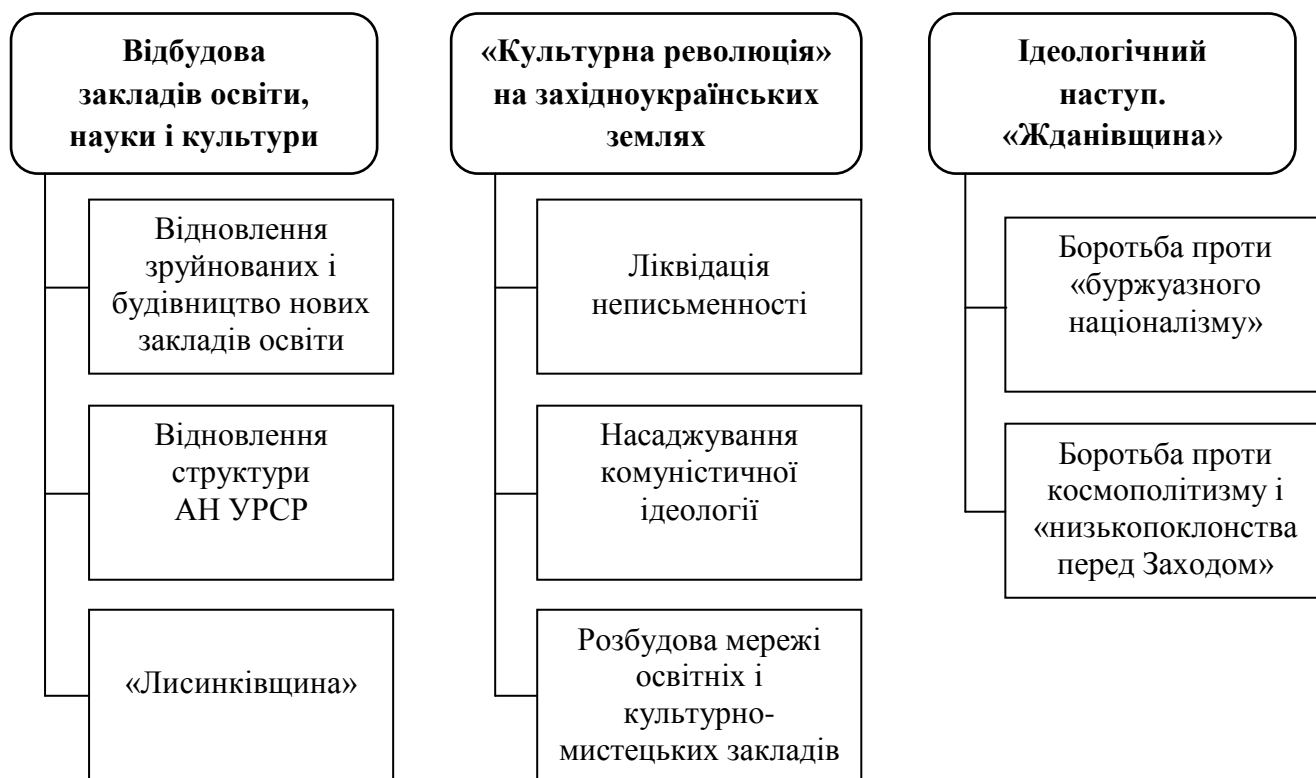 Відбудова
закладів освіти,
науки і культури
Відновлення
зруйнованих і
будівництво нових
закладів освіти
Відновлення
структури
АН УРСР
«Лисинківщина»
«Культурна революція»
на західноукраїнських
землях
Ліквідація
неписьменності
Насаджування
комуністичної
ідеології
Розбудова мережі
освітніх і
культурно-
мистецьких закладів
Ідеологічний
наступ.
«Жданівщина»
Боротьба проти
«буржуазного
націоналізму»
Боротьба проти
космополітизму і
«низькопоклонства
перед Заходом»